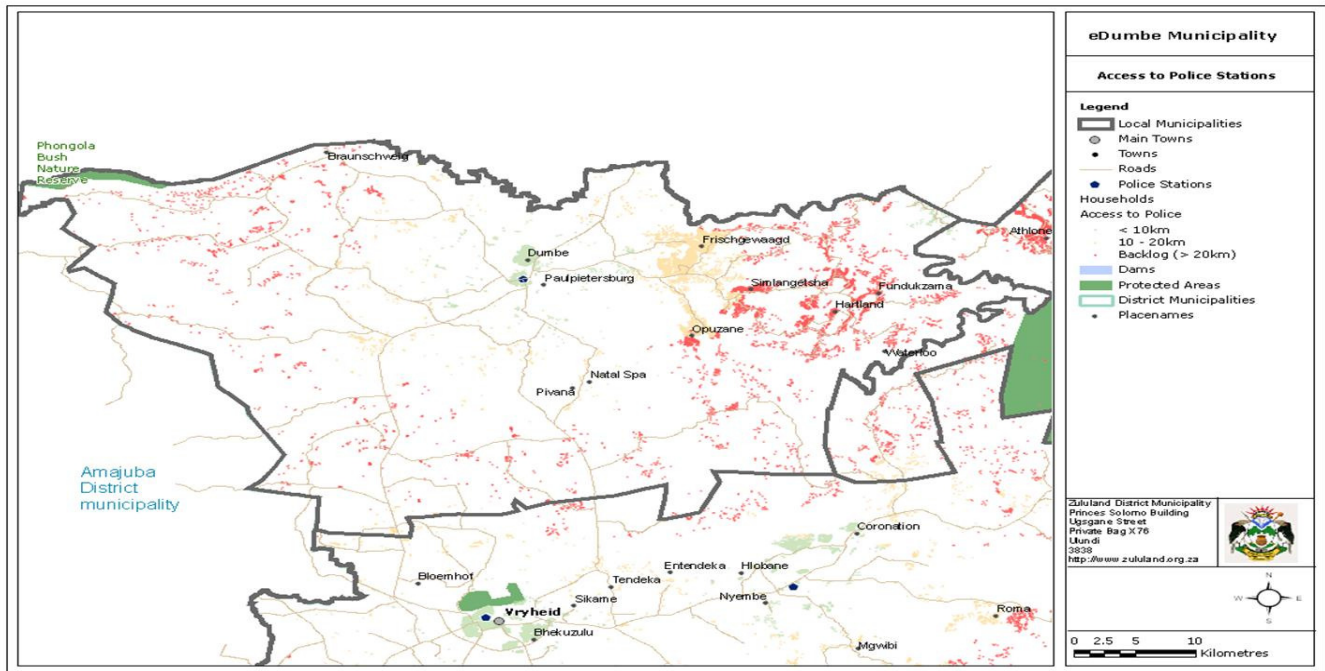 Phongola
Bush
Nature
Reserve
Braunschweig
Athlone
Dumbe
Frischgewaagd
Paulpietersburg
Simlangetsha
Fundukzama
Hartland
Opuzane
Waterloo
Natal Spa
Pivana
Amajuba
District
municipality
Coronation
Bloemhof
Entendeka
Hlobane
Tendeka
Vryheid
Sikame
Nyembe
Roma
Bhekuzulu
Mgwibi
eDumbe Municipality
Access to Police Stations
Legend
Local Municipalities
Main Towns
Towns
Roads
Police Stations
Households
Access to Police
< 10km
10 - 20km
Backlog (> 20km)
Dams
Protected Areas
District Municipalities
Placenames
Zululand District Municipality
Princes Solomo Building
Ugsgane Street
Private Bag X76
Ulundi
3838
http://www.zululand.org.za
N
W E
S
0 2.5 5 10
Kilometres